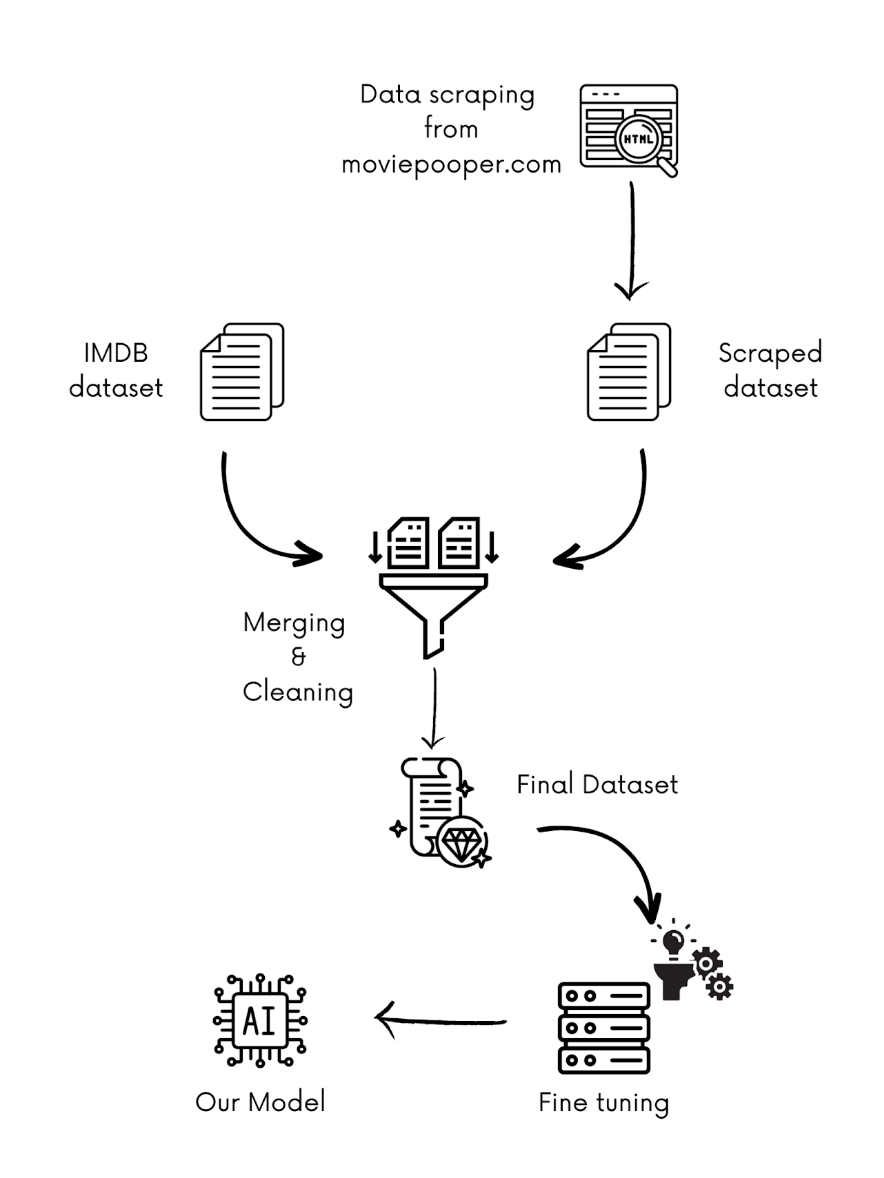 Data scraping
from
moviepooper.com
HTML
IMDB
dataset
Scraped
dataset
Merging
&
Cleaning
Final Dataset
AI
Our Model
Fine tuning